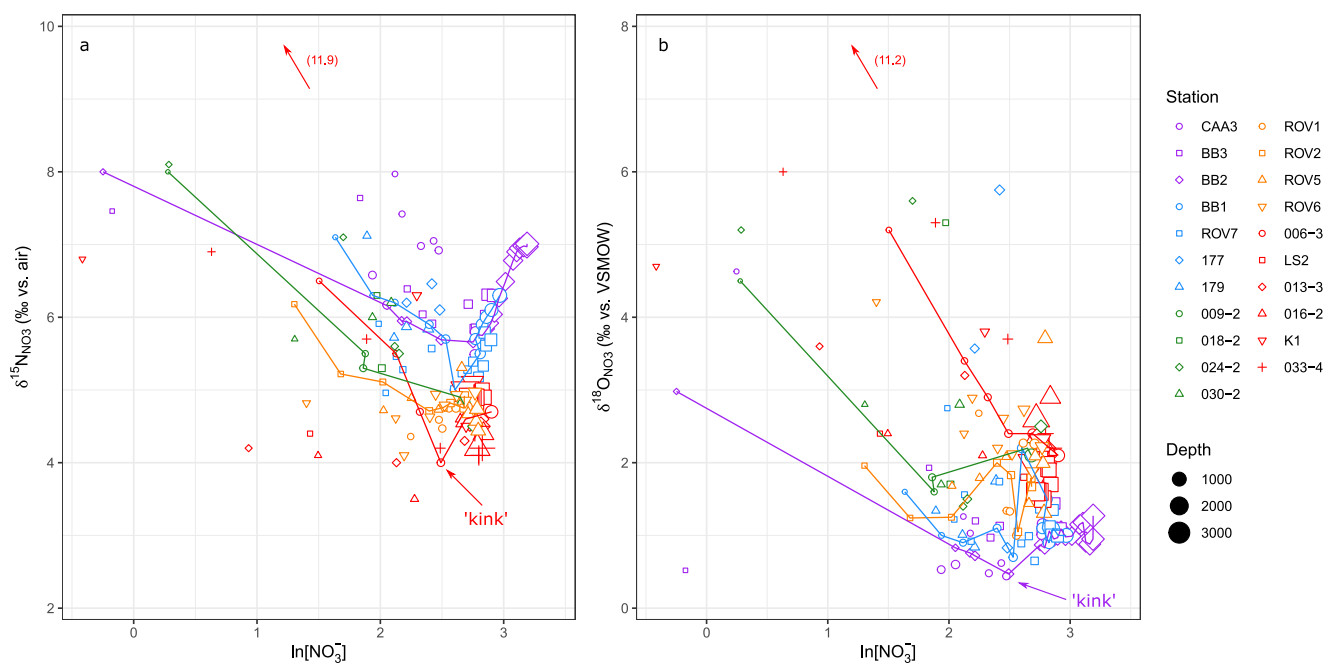 a
(11.9)
'kink'
10
8
6
4
2
0
1
2
3
δ¹⁵N_NO3 (‰ vs. air)
ln[NO₃⁻]
b
(11.2)
'kink'
8
6
4
2
0
0
1
2
3
δ¹⁸O_NO3 (‰ vs. VSMOW)
ln[NO₃⁻]
Station
CAA3
BB3
BB2
BB1
ROV7
177
179
009−2
018−2
024−2
030−2
ROV1
ROV2
ROV5
ROV6
006−3
LS2
013−3
016−2
K1
033−4
Depth
1000
2000
3000